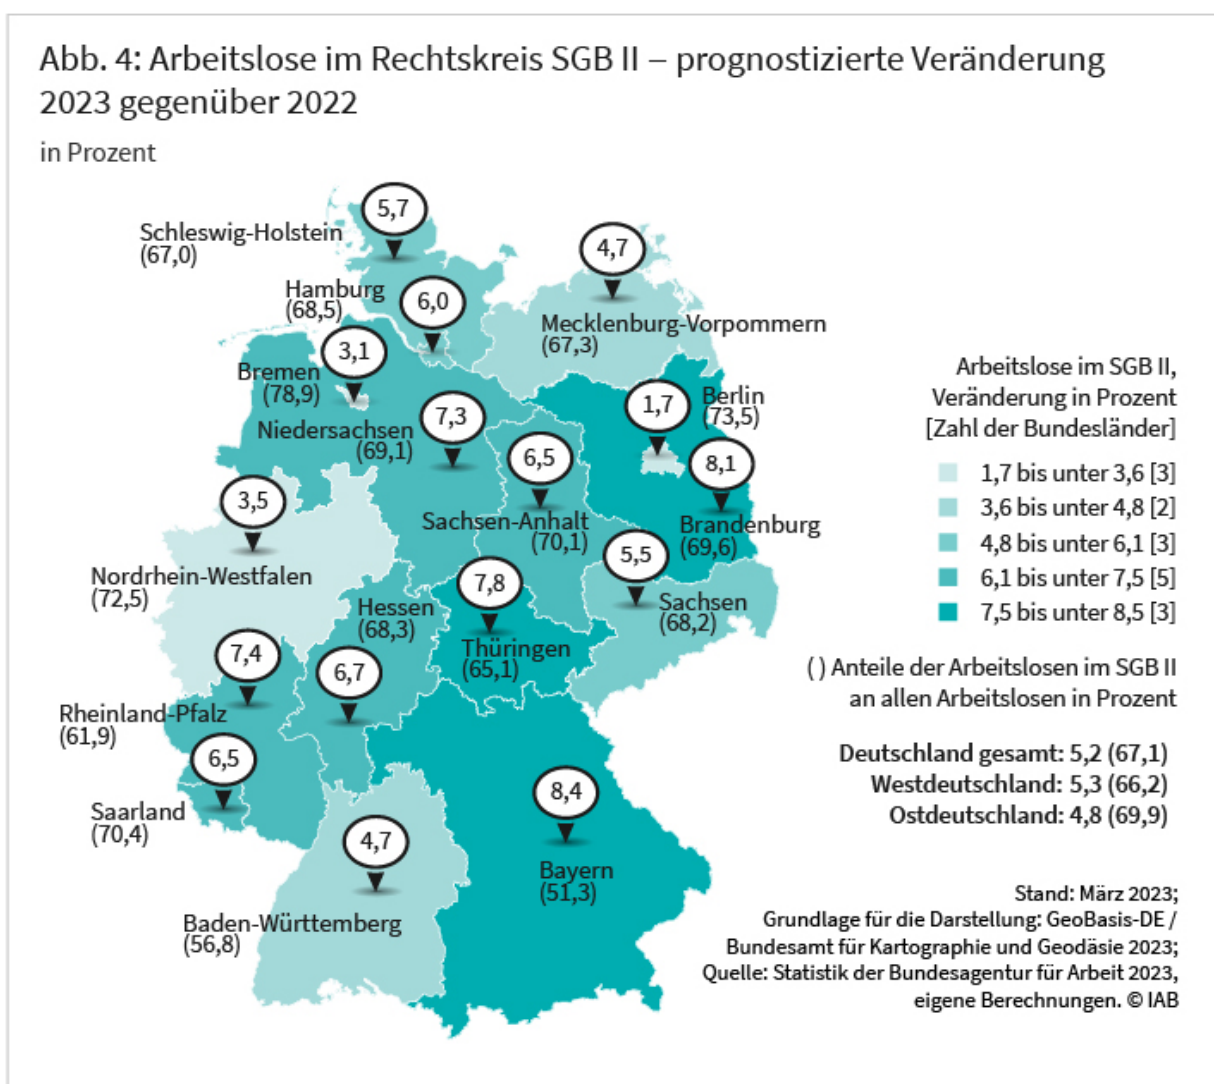 Abb. 4: Arbeitslose im Rechtskreis SGB II – prognostizierte Veränderung
2023 gegenüber 2022
in Prozent
5,7
Schleswig-Holstein
(67,0)
4,7
Mecklenburg-Vorpommern
(67,3)
Hamburg
(68,5)
6,0
3,1
Bremen
(78,9)
7,3
Niedersachsen
(69,1)
1,7
Berlin
(73,5)
8,1
Brandenburg
(69,6)
6,5
Sachsen-Anhalt
(70,1)
3,5
Nordrhein-Westfalen
(72,5)
5,5
Sachsen
(68,2)
7,8
Thüringen
(65,1)
Hessen
(68,3)
6,7
7,4
Rheinland-Pfalz
(61,9)
6,5
Saarland
(70,4)
4,7
Baden-Württemberg
(56,8)
8,4
Bayern
(51,3)
Arbeitslose im SGB II,
Veränderung in Prozent
[Zahl der Bundesländer]
1,7 bis unter 3,6 [3]
3,6 bis unter 4,8 [2]
4,8 bis unter 6,1 [3]
6,1 bis unter 7,5 [5]
7,5 bis unter 8,5 [3]
( ) Anteile der Arbeitslosen im SGB II
an allen Arbeitslosen in Prozent
Deutschland gesamt: 5,2 (67,1)
Westdeutschland: 5,3 (66,2)
Ostdeutschland: 4,8 (69,9)
Stand: März 2023;
Grundlage für die Darstellung: GeoBasis-DE /
Bundesamt für Kartographie und Geodäsie 2023;
Quelle: Statistik der Bundesagentur für Arbeit 2023,
eigene Berechnungen. © IAB